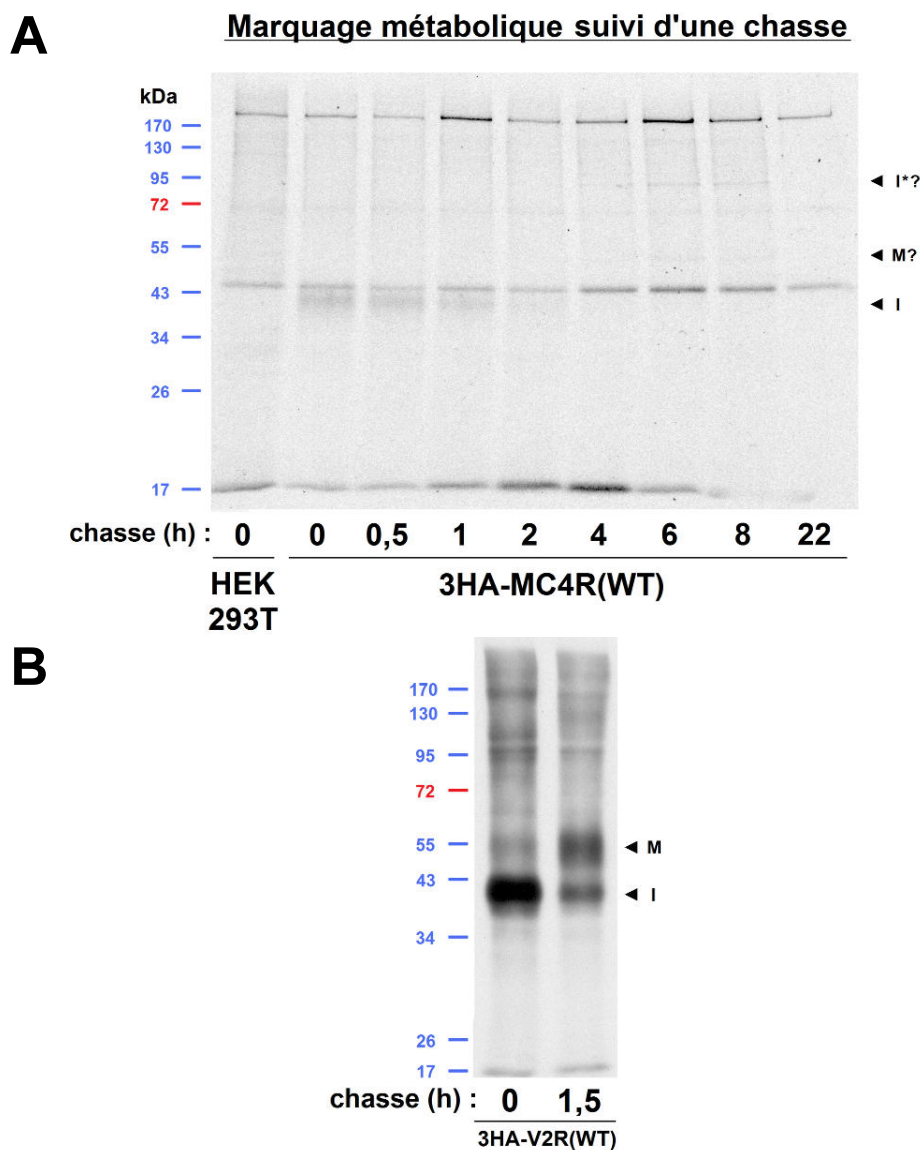 A
Marquage métabolique suivi d'une chasse
kDa
170
130
95
72
55
43
34
26
17
I*?
M?
I
chasse (h) : 0 0 0,5 1 2 4 6 8 22
HEK 3HA-MC4R(WT)
293T
B
170
130
95
72
55
43
34
26
17
M
I
chasse (h) : 0 1,5
3HA-V2R(WT)